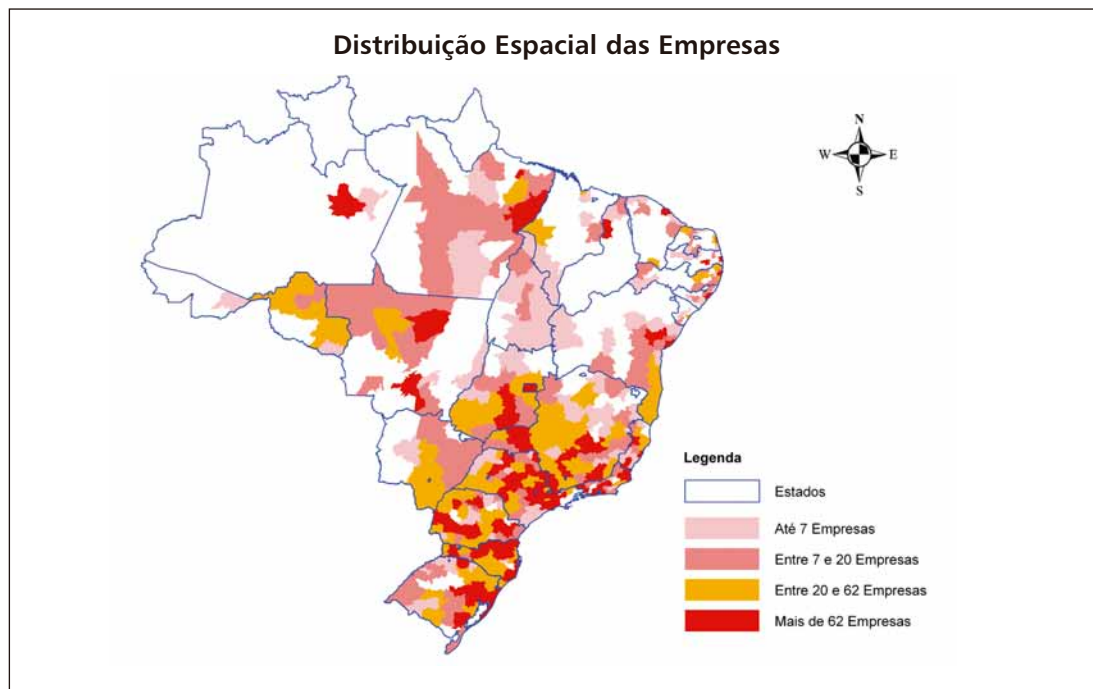 Distribuição Espacial das Empresas
N
W E
S
Legenda
Estados
Até 7 Empresas
Entre 7 e 20 Empresas
Entre 20 e 62 Empresas
Mais de 62 Empresas